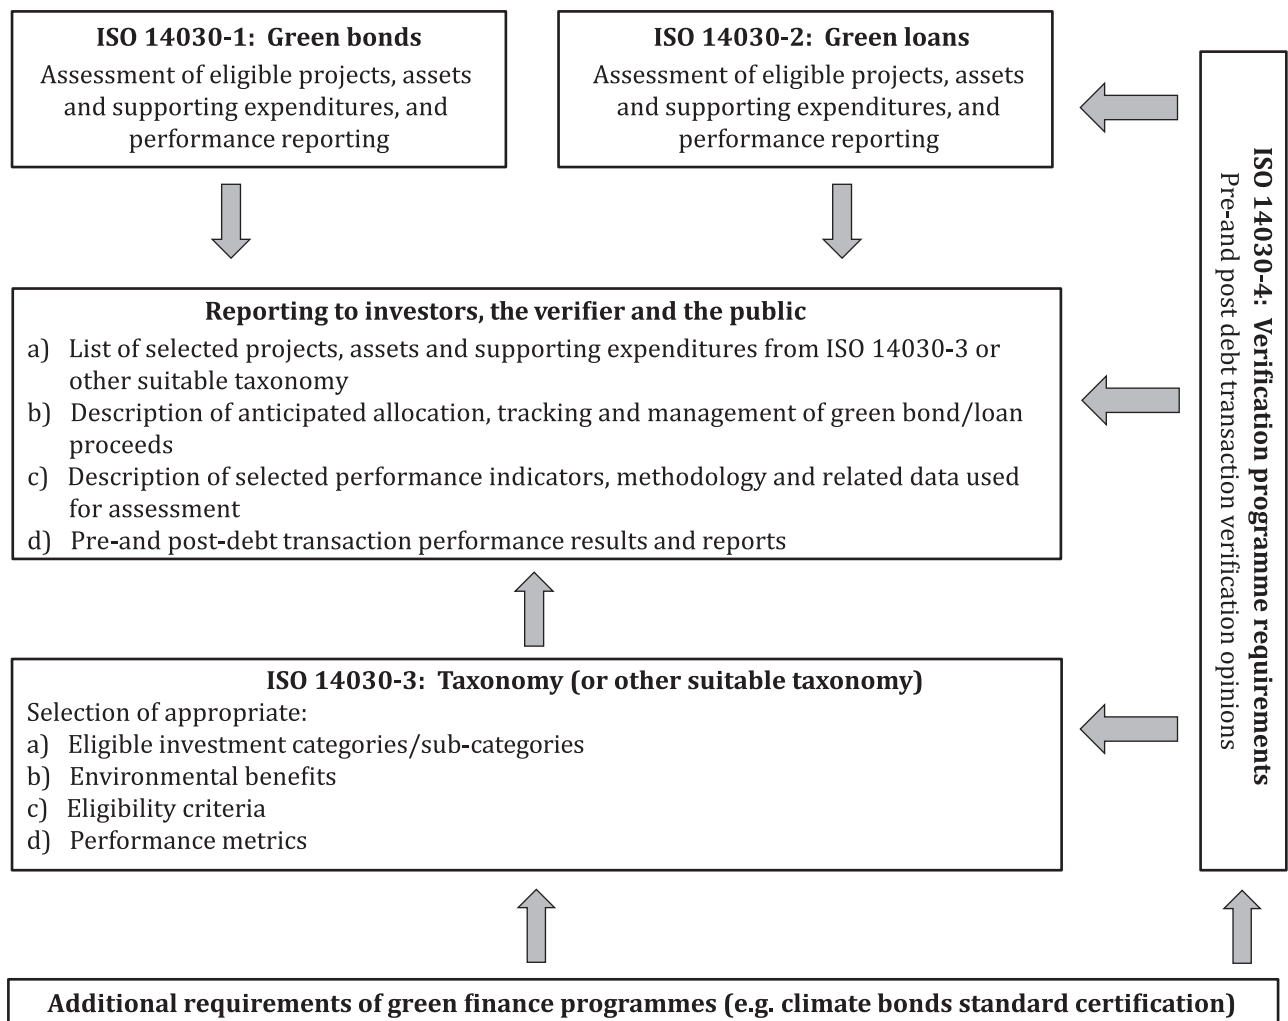 ISO 14030-1: Green bonds
Assessment of eligible projects, assets
and supporting expenditures, and
performance reporting
ISO 14030-2: Green loans
Assessment of eligible projects, assets
and supporting expenditures, and
performance reporting
ISO 14030-4: Verification programme requirements
Pre-and post debt transaction verification opinions
Reporting to investors, the verifier and the public
a) List of selected projects, assets and supporting expenditures from ISO 14030-3 or
other suitable taxonomy
b) Description of anticipated allocation, tracking and management of green bond/loan
proceeds
c) Description of selected performance indicators, methodology and related data used
for assessment
d) Pre-and post-debt transaction performance results and reports
ISO 14030-3: Taxonomy (or other suitable taxonomy)
Selection of appropriate:
a) Eligible investment categories/sub-categories
b) Environmental benefits
c) Eligibility criteria
d) Performance metrics
Additional requirements of green finance programmes (e.g. climate bonds standard certification)